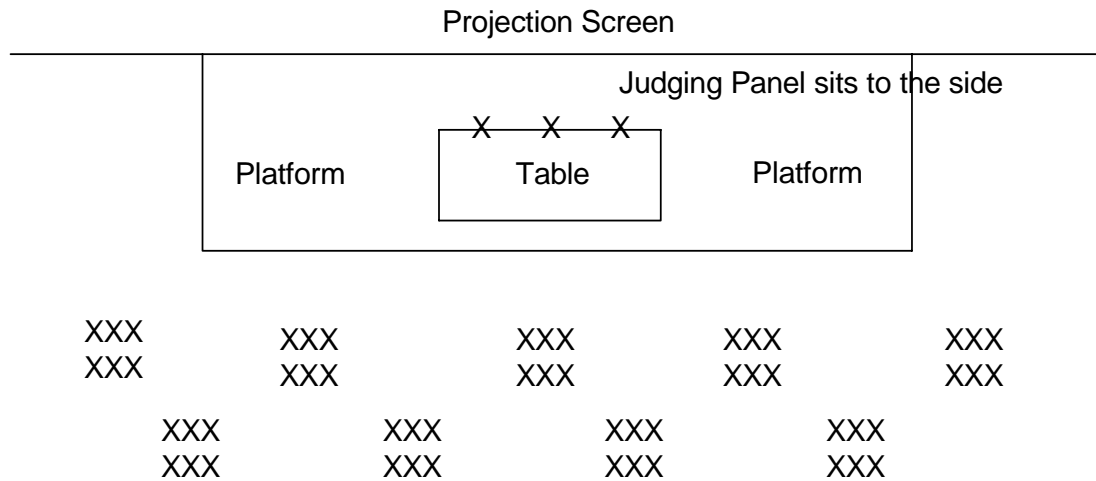 Projection Screen
Judging Panel sits to the side
X X X
Platform Table Platform
XXX XXX XXX XXX XXX
XXX XXX XXX XXX XXX
XXX XXX XXX XXX
XXX XXX XXX XXX